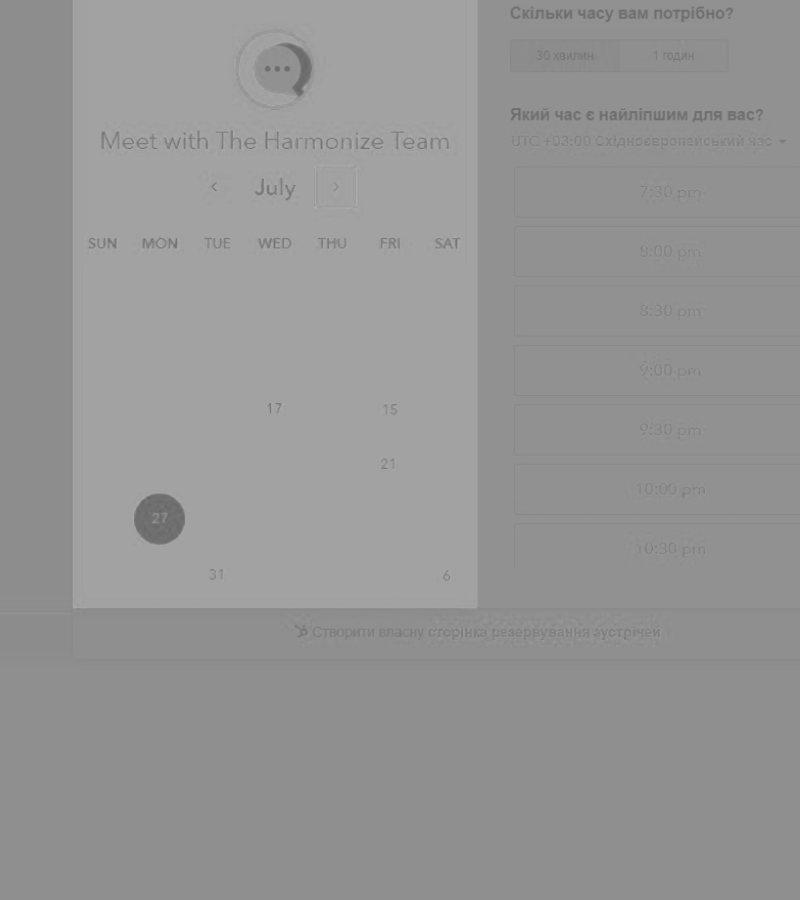 Meet with The Harmonize Team
July
SUN MON TUE WED THU FRI SAT
17 15
21
27
31 6
Скільки часу вам потрібно?
30 хвилин 1 годин
Який час є найліпшим для вас?
UTC +03:00 Східноєвропейський час
7:30 pm
8:00 pm
8:30 pm
9:00 pm
9:30 pm
10:00 pm
10:30 pm
Створити власну сторінку резервування зустрічей